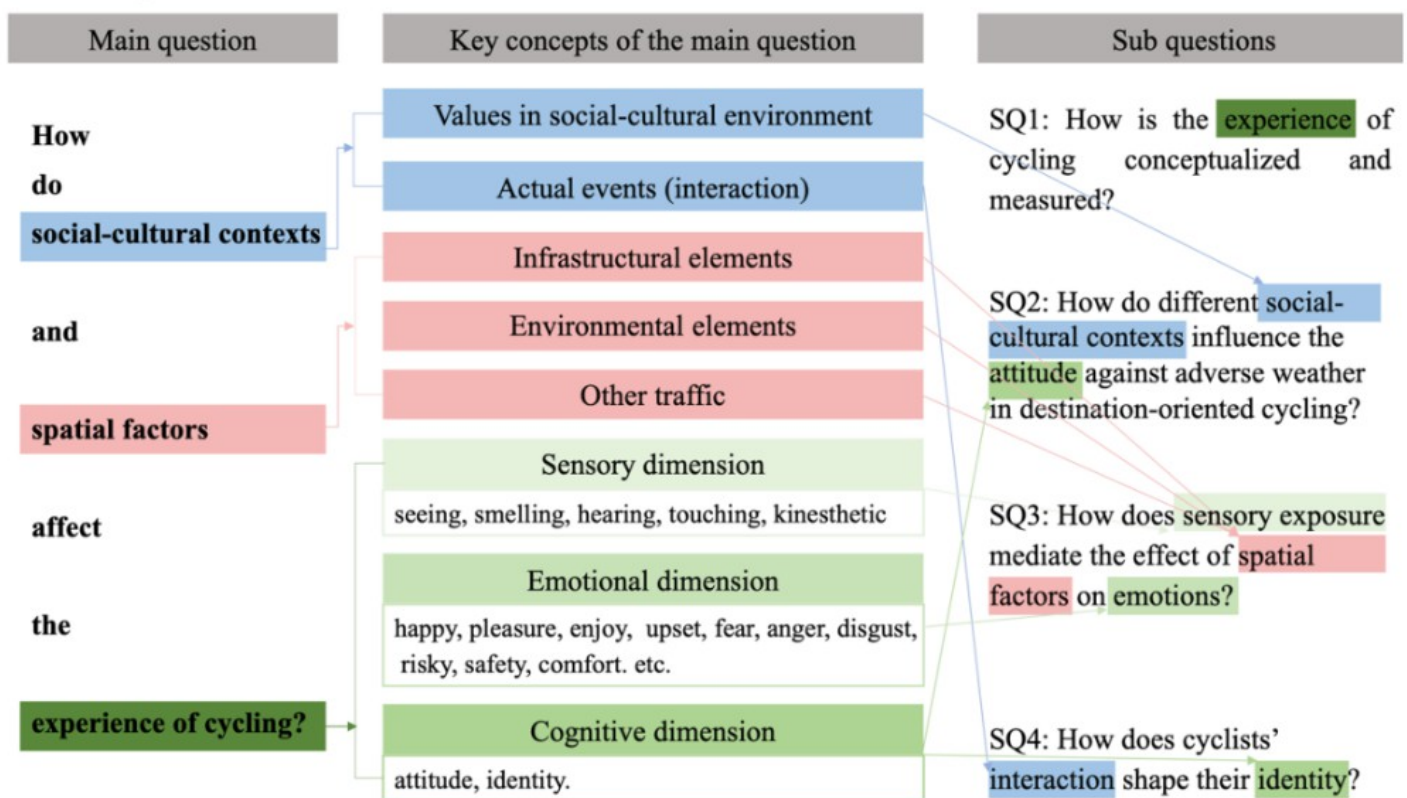 Main question
How
do
social-cultural contexts
and
spatial factors
affect
the
experience of cycling?
Key concepts of the main question
Values in social-cultural environment
Actual events (interaction)
Infrastructural elements
Environmental elements
Other traffic
Sensory dimension
seeing, smelling, hearing, touching, kinesthetic
Emotional dimension
happy, pleasure, enjoy, upset, fear, anger, disgust,
risky, safety, comfort. etc.
Cognitive dimension
attitude, identity.
Sub questions
SQ1: How is the experience of
cycling conceptualized and
measured?
SQ2: How do different social-
cultural contexts influence the
attitude against adverse weather
in destination-oriented cycling?
SQ3: How does sensory exposure
mediate the effect of spatial
factors on emotions?
SQ4: How does cyclists’
interaction shape their identity?